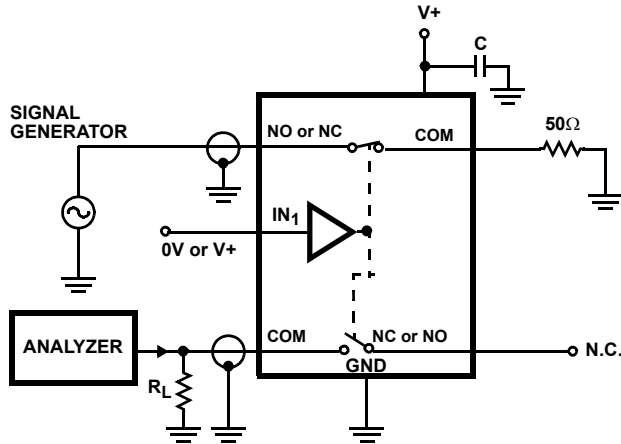 V+
C
SIGNAL
GENERATOR
NO or NC
COM
50Ω
IN1
0V or V+
ANALYZER
COM
NC or NO
N.C.
GND
RL